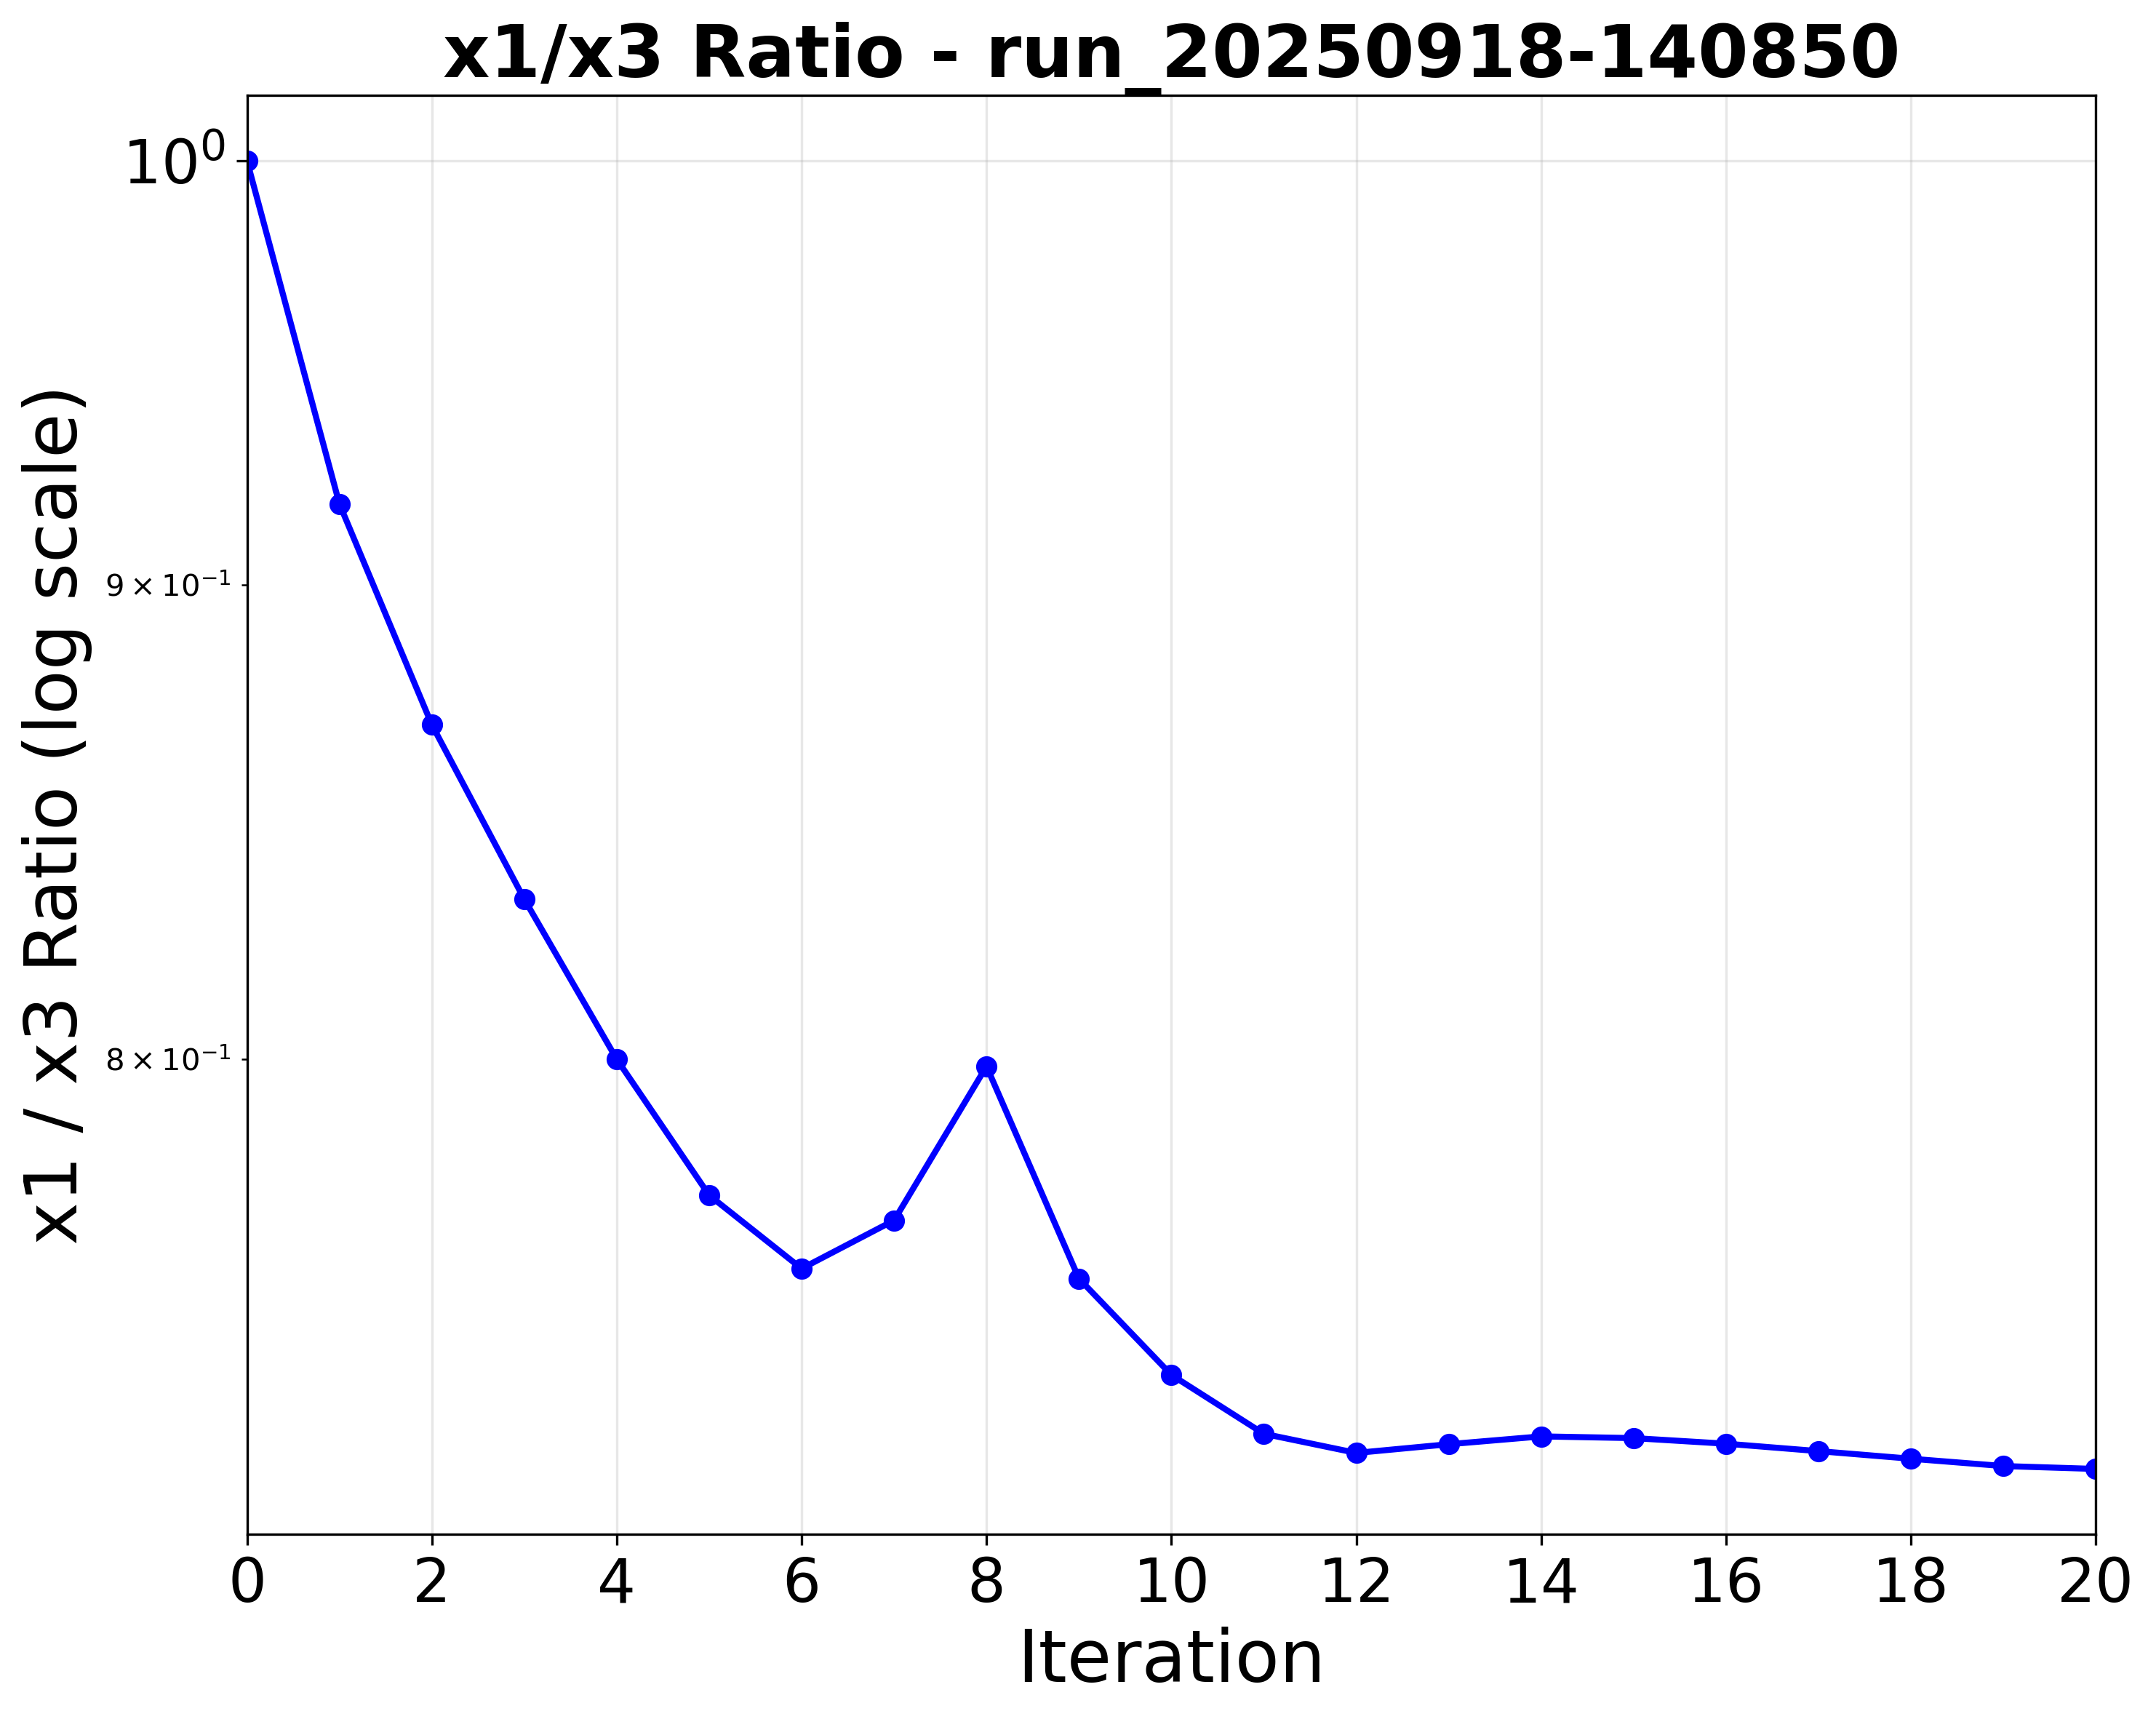 x1/x3 Ratio - run_20250918-140850
x1 / x3 Ratio (log scale)
10⁰
9 × 10⁻¹
8 × 10⁻¹
0 2 4 6 8 10 12 14 16 18 20
Iteration